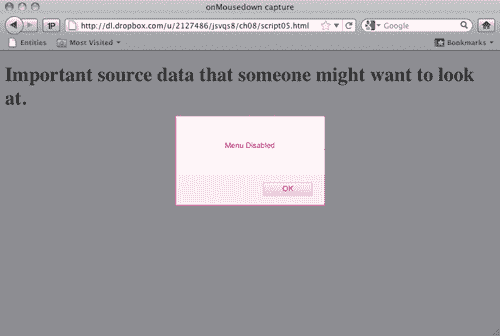 onMousedown capture
1P
http://dl.dropbox.com/u/2127486/jsvqs8/ch08/script05.html
Google
Entities
Most Visited
Bookmarks
Important source data that someone might want to look
at.
Menu Disabled
OK